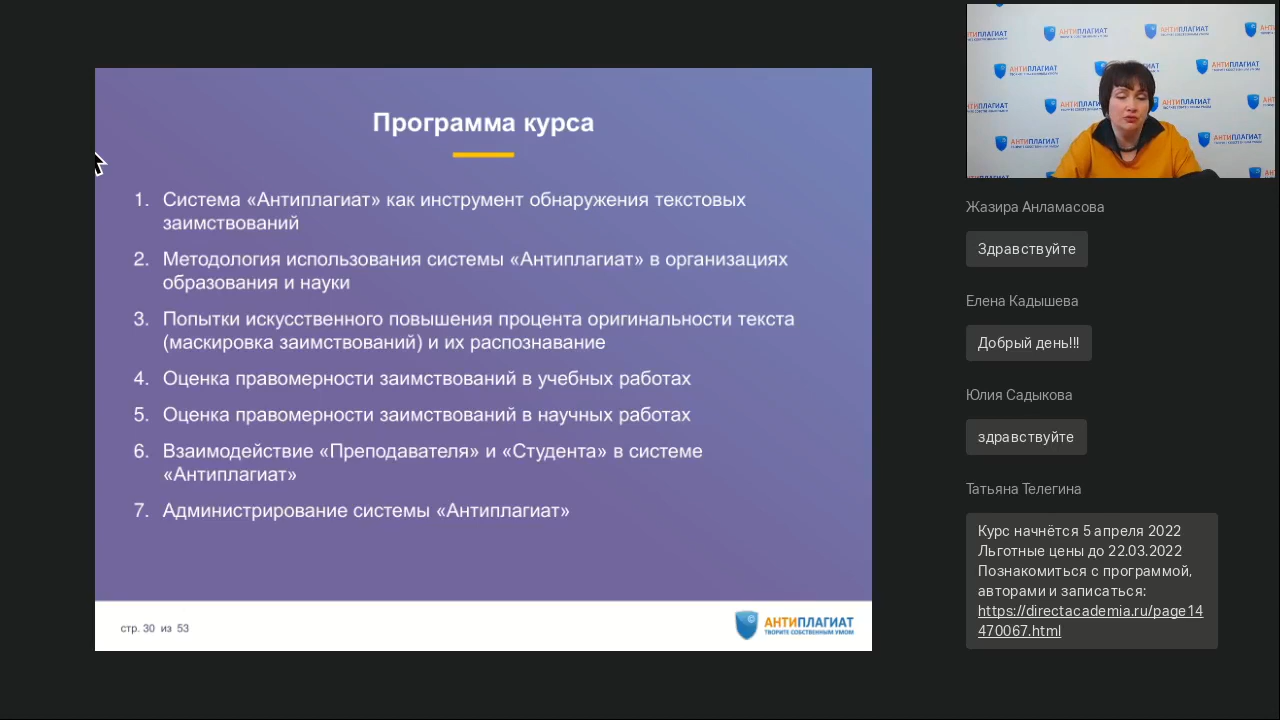 Программа курса
1. Система «Антиплагиат» как инструмент обнаружения текстовых
заимствований
2. Методология использования системы «Антиплагиат» в организациях
образования и науки
3. Попытки искусственного повышения процента оригинальности текста
(маскировка заимствований) и их распознавание
4. Оценка правомерности заимствований в учебных работах
5. Оценка правомерности заимствований в научных работах
6. Взаимодействие «Преподавателя» и «Студента» в системе
«Антиплагиат»
7. Администрирование системы «Антиплагиат»
стр. 30 из 53
АНТИПЛАГИАТ
ТВОРИТЕ СОБСТВЕННЫМ УМОМ
АНТИПЛАГИАТ
Жазира Анламасова
Здравствуйте
Елена Кадышева
Добрый день!!!
Юлия Садыкова
здравствуйте
Татьяна Телегина
Курс начнётся 5 апреля 2022
Льготные цены до 22.03.2022
Познакомиться с программой,
авторами и записаться:
https://directacademia.ru/page14
470067.html